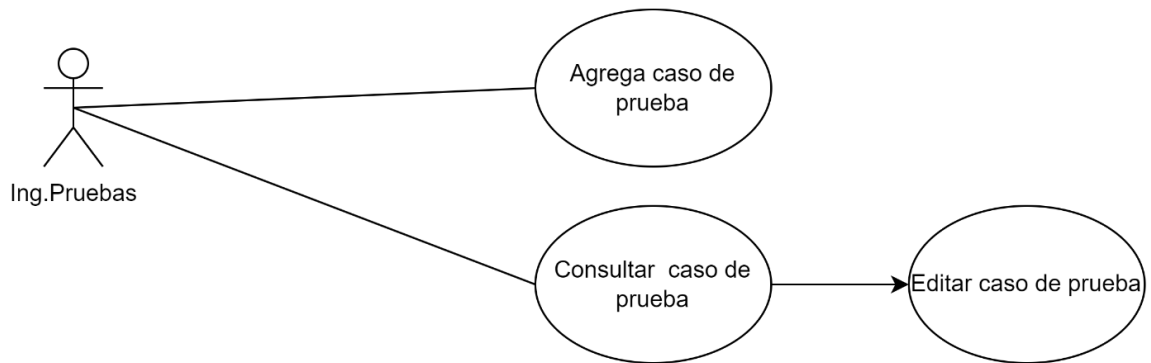 Agrega caso de
prueba
Ing.Pruebas
Consultar  caso de
prueba
Editar caso de prueba